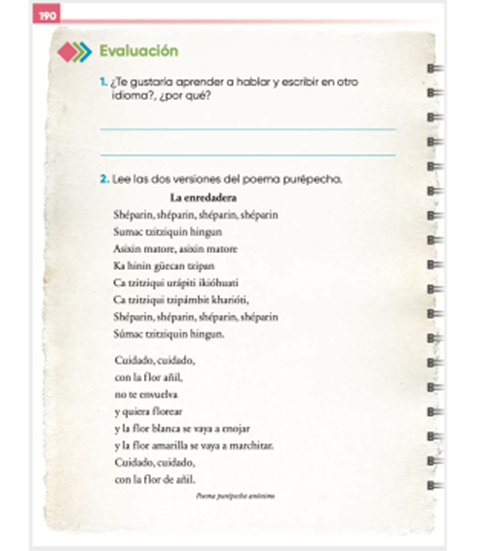 190
Evaluación
1. ¿Te gustaría aprender a hablar y escribir en otro
idioma?, ¿por qué?
2. Lee las dos versiones del poema purépecha.
La enredadera
Shéparin, shéparin, shéparin, shéparin
Sumac tzitziquin hingun
Asixin matore, asixin matore
Ka hinin güecan tzipan
Ca tzitziqui urápiti ikióhuati
Ca tzitziqui tzipámbit kharióti,
Shéparin, shéparin, shéparin, shéparin
Súmac tzitziquin hingun.
Cuidado, cuidado,
con la flor añil,
no te envuelva
y quiera florear
y la flor blanca se vaya a enojar
y la flor amarilla se vaya a marchitar.
Cuidado, cuidado,
con la flor de añil.
Poema purépecha anónimo